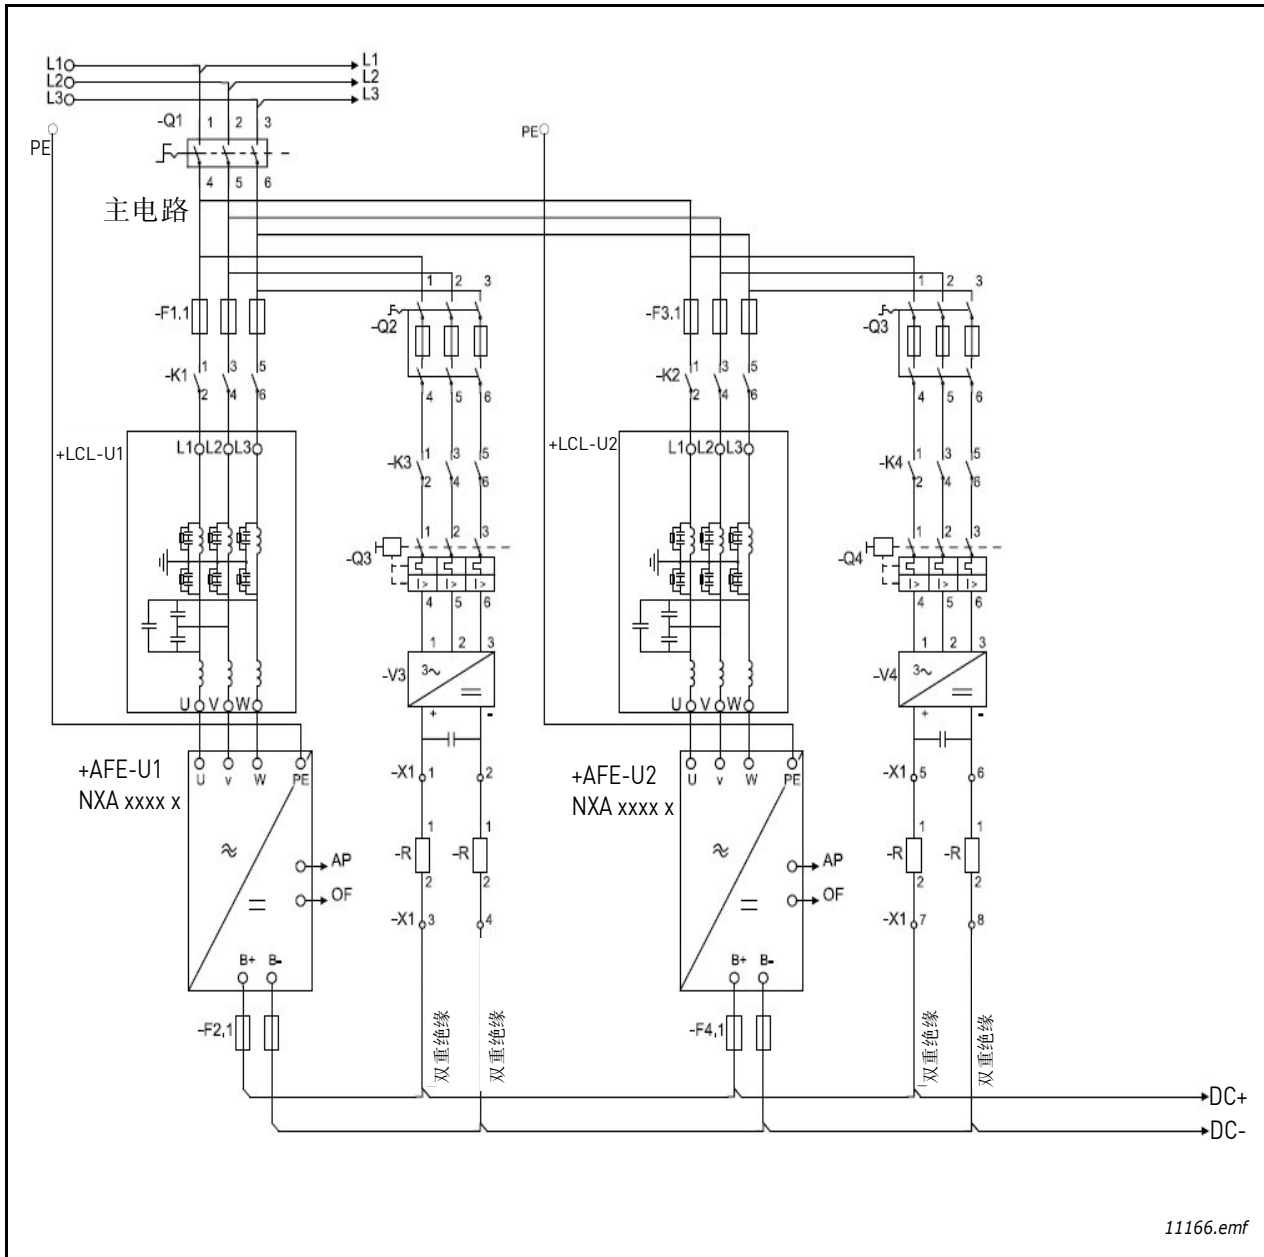 L1 L1
L2 L2
L3 L3
-Q1 1 2 3
PE PE
4 5 6
主电路
1 2 3 1 2 3
-F1.1 -Q2 -F3.1 -Q3
-K1 1 3 5 -K2 1 3 5
2 4 6 4 5 6 2 4 6 4 5 6
+LCL-U1 L1 L2 L3 +LCL-U2 L1 L2 L3
-K3 1 3 5 -K4 1 3 5
2 4 6 2 4 6
1 2 3 1 2 3
-Q3 -Q4
I> I> I> I> I> I>
4 5 6 4 5 6
1 2 3 1 2 3
-V3 3~ -V4 3~
U V W U V W
+ - + -
+AFE-U1 U v W PE -X1 1 2 +AFE-U2 U v W PE -X1 5 6
NXA xxxx x NXA xxxx x
1 1 1 1
AP -R -R AP -R -R
OF 2 2 OF 2 2
-X1 3 4 -X1 7 8
B+ B- B+ B-
-F2,1 -F4,1
双重绝缘 双重绝缘 双重绝缘 双重绝缘
DC+
DC-
11166.emf